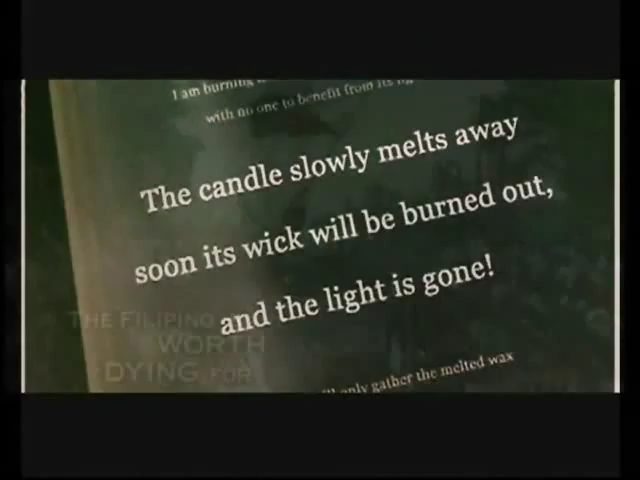 I am burning
with no one to benefit from its
The candle slowly melts away
soon its wick will be burned out,
and the light is gone!
THE FILIPINO
WORTH
DYING FOR
only gather the melted wax